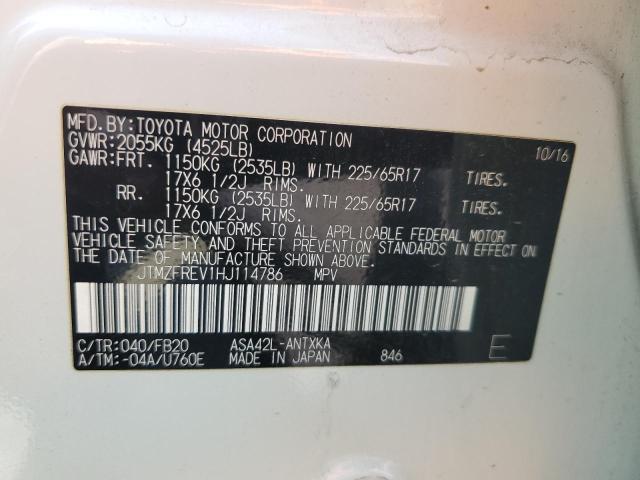 MFD.BY:TOYOTA MOTOR CORPORATION 10/16
GVWR:2055KG (4525LB)
GAWR:FRT. 1150KG (2535LB) WITH 225/65R17 TIRES.
17X6 1/2J RIMS.
RR. 1150KG (2535LB) WITH 225/65R17 TIRES.
17X6 1/2J RIMS.
THIS VEHICLE CONFORMS TO ALL APPLICABLE FEDERAL MOTOR
VEHICLE SAFETY AND THEFT PREVENTION STANDARDS IN EFFECT ON
THE DATE OF MANUFACTURE SHOWN ABOVE.
JTMZFREV1HJ114786 MPV
C/TR:040/FB20 ASA42L-ANTXKA
A/TM:-04A/U760E MADE IN JAPAN 846 E